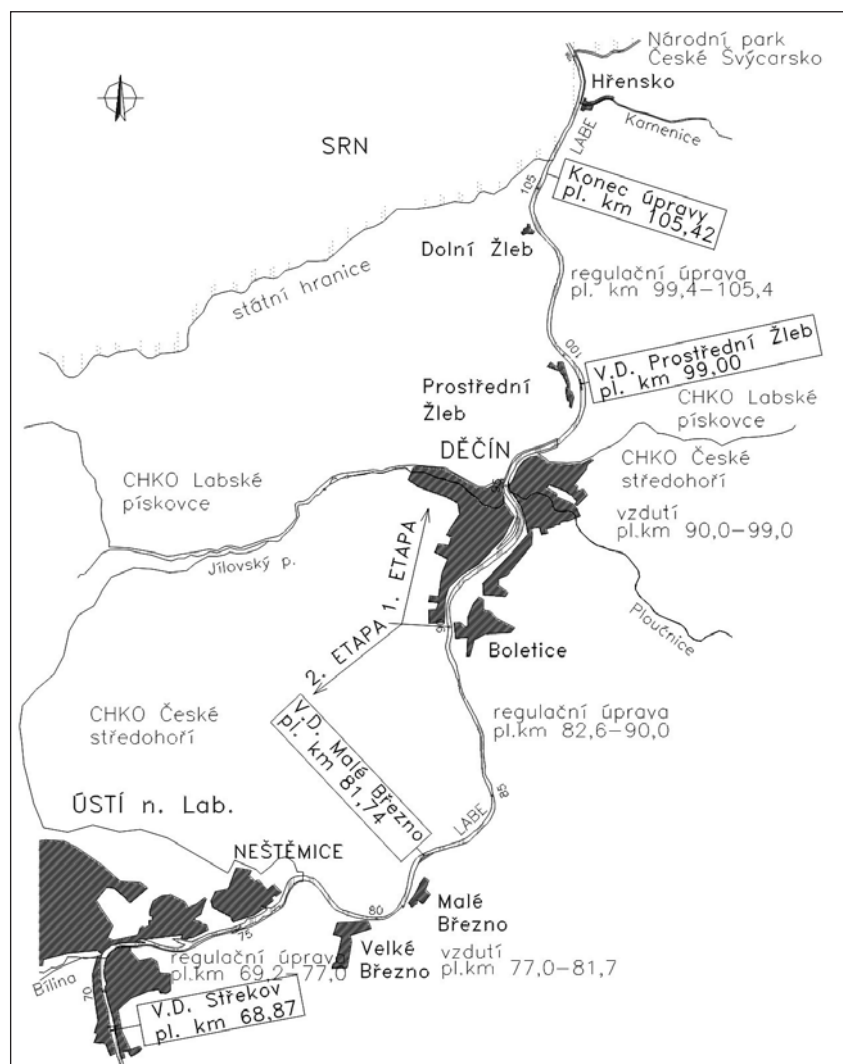 Národní park
České Švýcarsko
Hřensko
Kamenice
SRN
LABE
105
Konec úpravy
pl. km 105,42
Dolní Žleb
státní hranice
regulační úprava
pl. km 99,4–105,4
100
V.D. Prostřední Žleb
pl. km 99,00
Prostřední
Žleb
CHKO Labské
pískovce
DĚČÍN
CHKO České
středohoří
CHKO Labské
pískovce
vzdutí
pl.km 90,0–99,0
Jílovský p.
1. ETAPA
2. ETAPA
Ploučnice
Boletice
CHKO České
středohoří
regulační úprava
pl.km 82,6–90,0
V.D. Malé Březno
pl. km 81,74
85
LABE
ÚSTÍ n. Lab.
NEŠTĚMICE
Malé
Březno
80
75
Velké
Březno
vzdutí
pl.km 77,0–81,7
regulační úprava
pl.km 69,2–77,0
Bílina
70
V.D. Střekov
pl. km 68,87